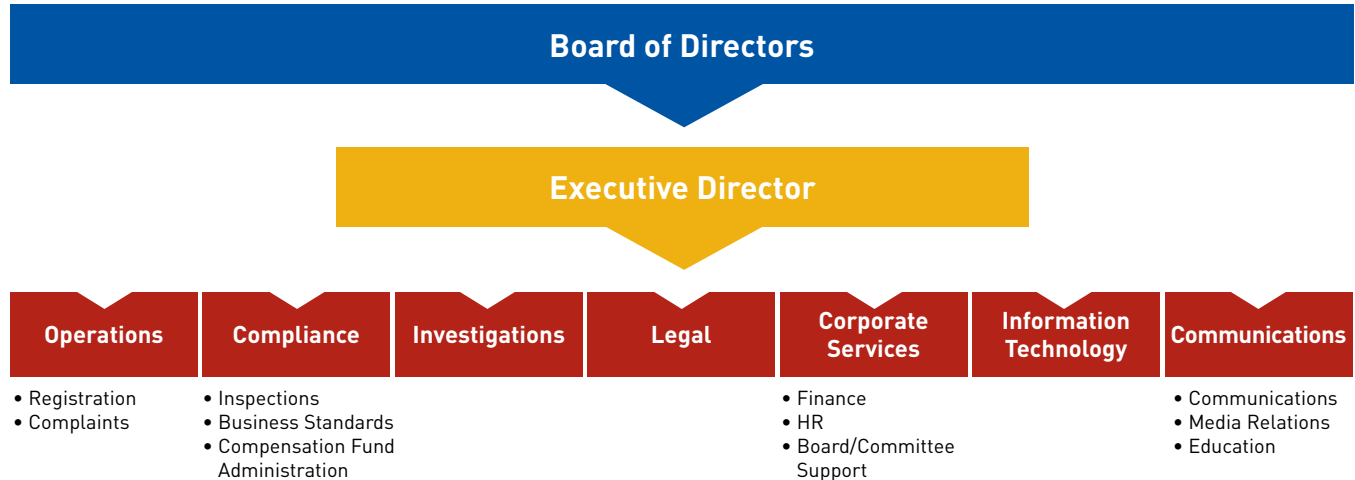 Board of Directors
Executive Director
Operations
Compliance
Investigations
Legal
Corporate
Services
Information
Technology
Communications
• Registration
• Complaints
• Inspections
• Business Standards
• Compensation Fund
Administration
• Finance
• HR
• Board/Committee
Support
• Communications
• Media Relations
• Education